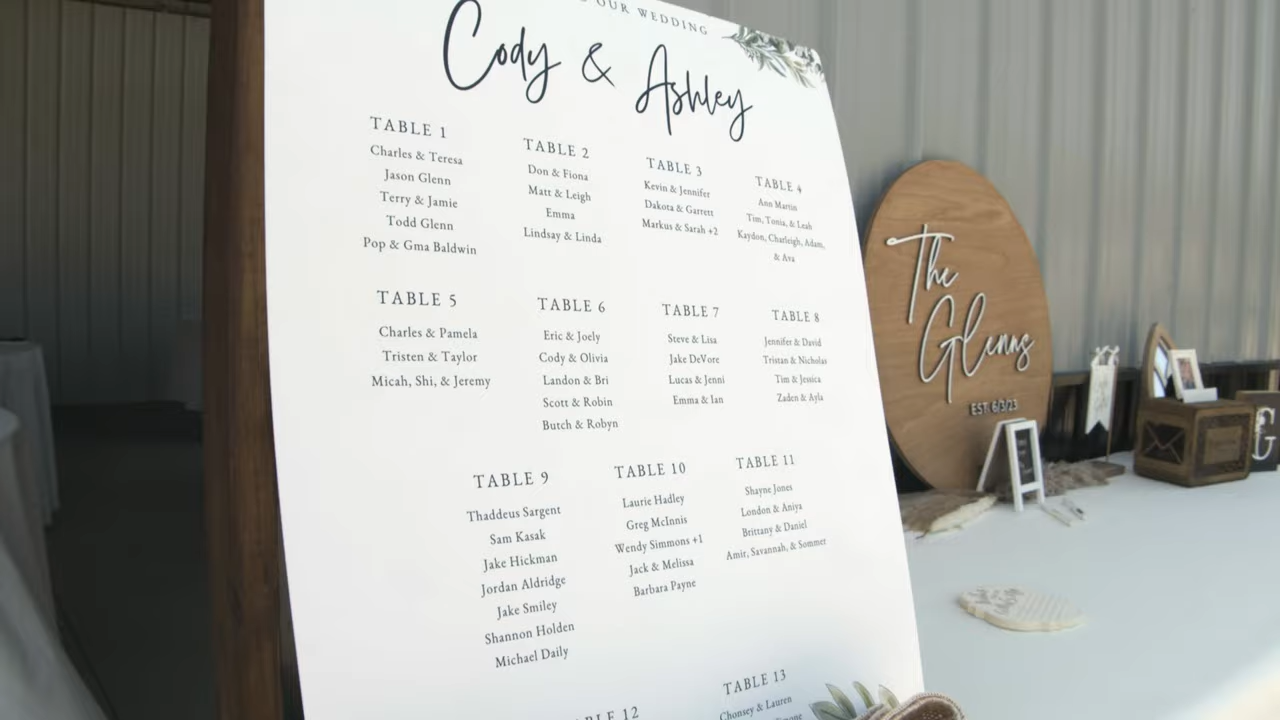 OUR WEDDING
Cody & Ashley
TABLE 1
Charles & Teresa
Jason Glenn
Terry & Jamie
Todd Glenn
Pop & Gma Baldwin
TABLE 2
Don & Fiona
Matt & Leigh
Emma
Lindsay & Linda
TABLE 3
Kevin & Jennifer
Dakota & Garrett
Markus & Sarah +2
TABLE 4
Ann Martin
Tim, Tonia, & Leah
Kaydon, Charleigh, Adam,
& Ava
TABLE 5
Charles & Pamela
Tristen & Taylor
Micah, Shi, & Jeremy
TABLE 6
Eric & Joely
Cody & Olivia
Landon & Bri
Scott & Robin
Butch & Robyn
TABLE 7
Steve & Lisa
Jake DeVore
Lucas & Jenni
Emma & Ian
TABLE 8
Jennifer & David
Tristan & Nicholas
Tim & Jessica
Zaden & Ayla
TABLE 9
Thaddeus Sargent
Sam Kasak
Jake Hickman
Jordan Aldridge
Jake Smiley
Shannon Holden
Michael Daily
TABLE 10
Laurie Hadley
Greg McInnis
Wendy Simmons +1
Jack & Melissa
Barbara Payne
TABLE 11
Shayne Jones
London & Aniya
Brittany & Daniel
Amir, Savannah, & Sommer
TABLE 12
TABLE 13
Chonsey & Lauren
The
Glenns
EST. 6/3/23
G